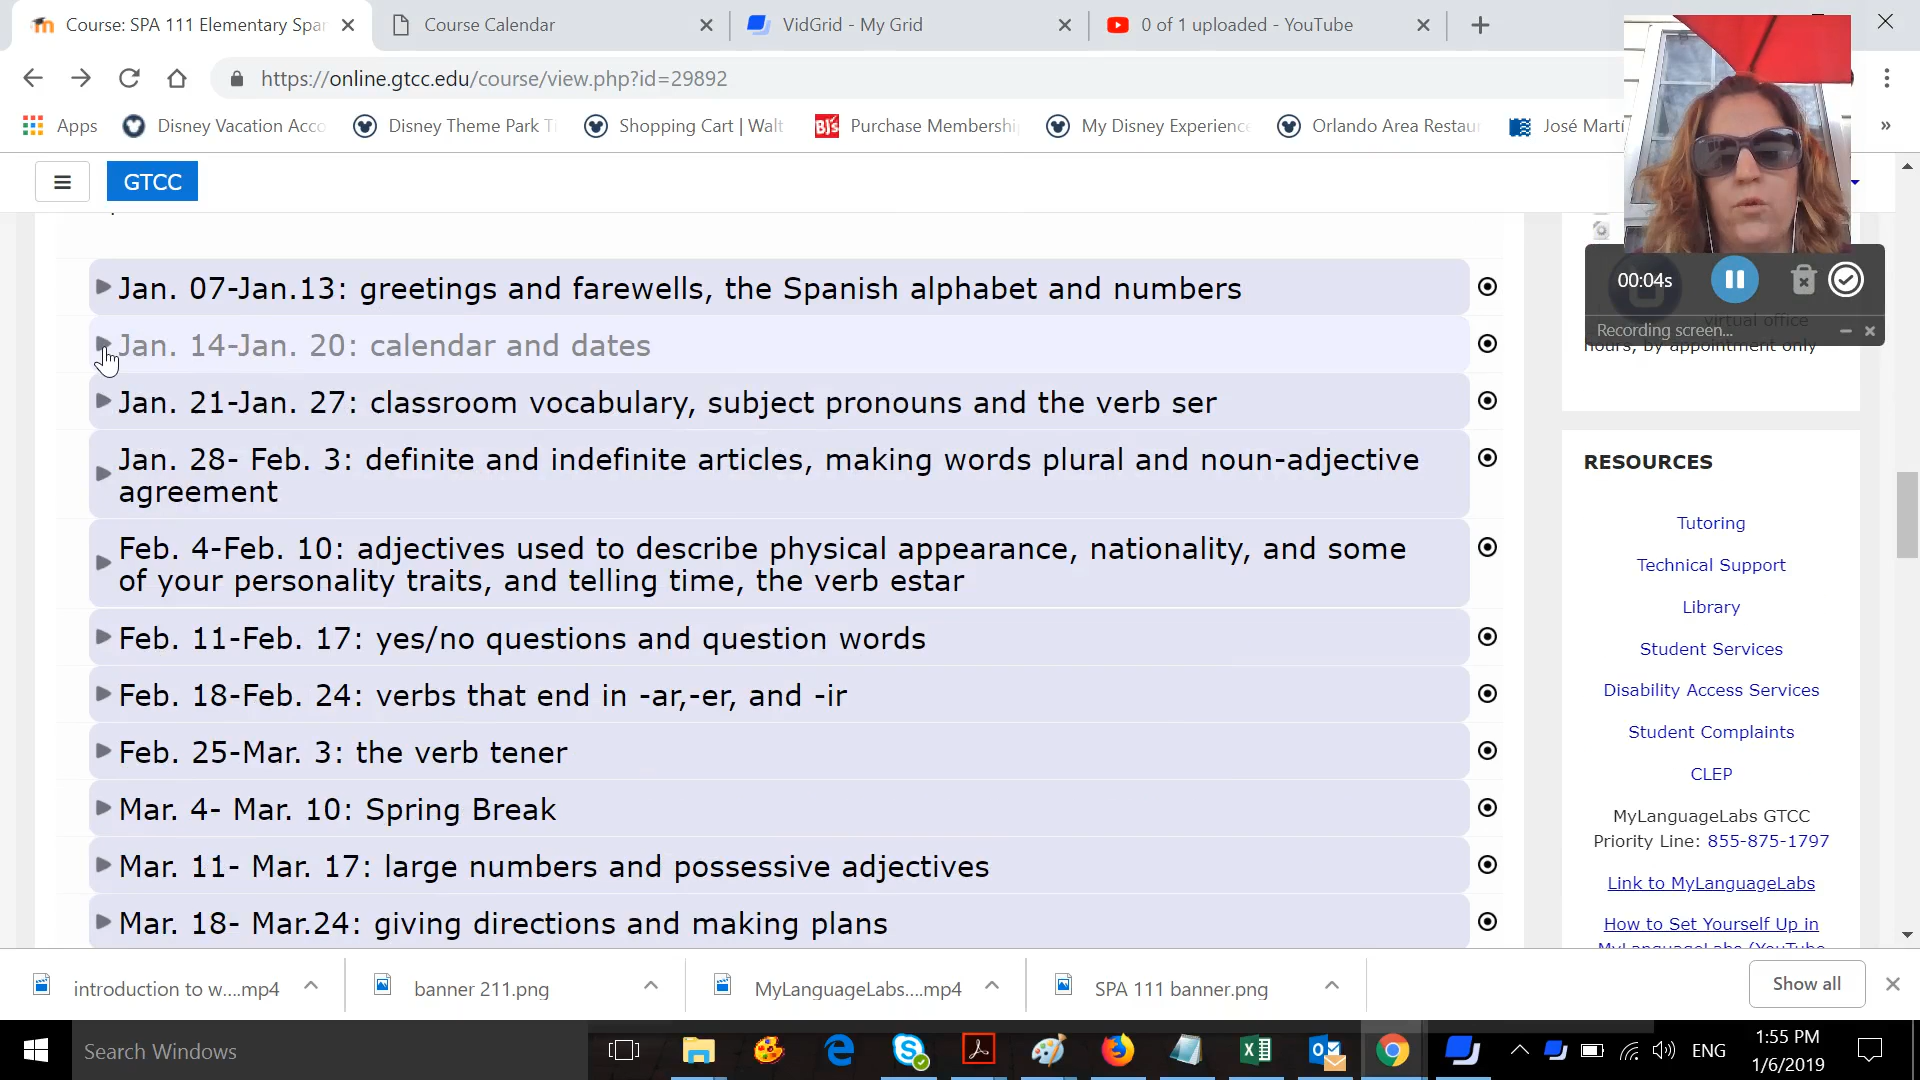 Course: SPA 111 Elementary Spa
Course Calendar
VidGrid - My Grid
0 of 1 uploaded - YouTube
https://online.gtcc.edu/course/view.php?id=29892
Apps
Disney Vacation Acco
Disney Theme Park Ti
Shopping Cart | Walt
BJ's
Purchase Membershi
My Disney Experience
Orlando Area Restau
José Martí
GTCC
00:04s
Recording screen...
virtual office
hours, by appointment only
Jan. 07-Jan.13: greetings and farewells, the Spanish alphabet and numbers
Jan. 14-Jan. 20: calendar and dates
Jan. 21-Jan. 27: classroom vocabulary, subject pronouns and the verb ser
Jan. 28- Feb. 3: definite and indefinite articles, making words plural and noun-adjective
agreement
Feb. 4-Feb. 10: adjectives used to describe physical appearance, nationality, and some
of your personality traits, and telling time, the verb estar
Feb. 11-Feb. 17: yes/no questions and question words
Feb. 18-Feb. 24: verbs that end in -ar,-er, and -ir
Feb. 25-Mar. 3: the verb tener
Mar. 4- Mar. 10: Spring Break
Mar. 11- Mar. 17: large numbers and possessive adjectives
Mar. 18- Mar.24: giving directions and making plans
RESOURCES
Tutoring
Technical Support
Library
Student Services
Disability Access Services
Student Complaints
CLEP
MyLanguageLabs GTCC
Priority Line: 855-875-1797
Link to MyLanguageLabs
How to Set Yourself Up in
MyLanguageLabs (YouTube
introduction to w....mp4
banner 211.png
MyLanguageLabs....mp4
SPA 111 banner.png
Show all
Search Windows
ENG
1:55 PM
1/6/2019